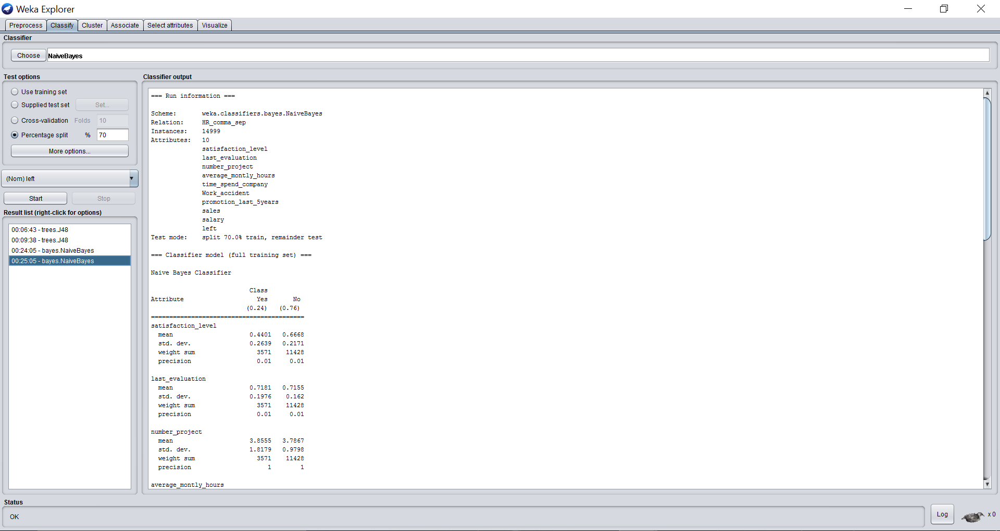 Weka Explorer
Preprocess Classify Cluster Associate Select attributes Visualize
Classifier
Choose NaiveBayes
Test options
Use training set
Supplied test set Set...
Cross-validation Folds 10
Percentage split % 70
More options...
(Nom) left
Start Stop
Result list (right-click for options)
00:06:43 - trees.J48
00:09:38 - trees.J48
00:24:05 - bayes.NaiveBayes
00:25:05 - bayes.NaiveBayes
Classifier output
=== Run information ===
Scheme: weka.classifiers.bayes.NaiveBayes
Relation: HR_comma_sep
Instances: 14999
Attributes: 10
satisfaction_level
last_evaluation
number_project
average_montly_hours
time_spend_company
Work_accident
promotion_last_5years
sales
salary
left
Test mode: split 70.0% train, remainder test
=== Classifier model (full training set) ===
Naive Bayes Classifier
Class
Attribute Yes No
(0.24) (0.76)
==========================================
satisfaction_level
mean 0.4401 0.6668
std. dev. 0.2639 0.2171
weight sum 3571 11428
precision 0.01 0.01
last_evaluation
mean 0.7181 0.7155
std. dev. 0.1976 0.162
weight sum 3571 11428
precision 0.01 0.01
number_project
mean 3.8555 3.7867
std. dev. 1.8179 0.9798
weight sum 3571 11428
precision 1 1
average_montly_hours
Status
OK
Log
x 0